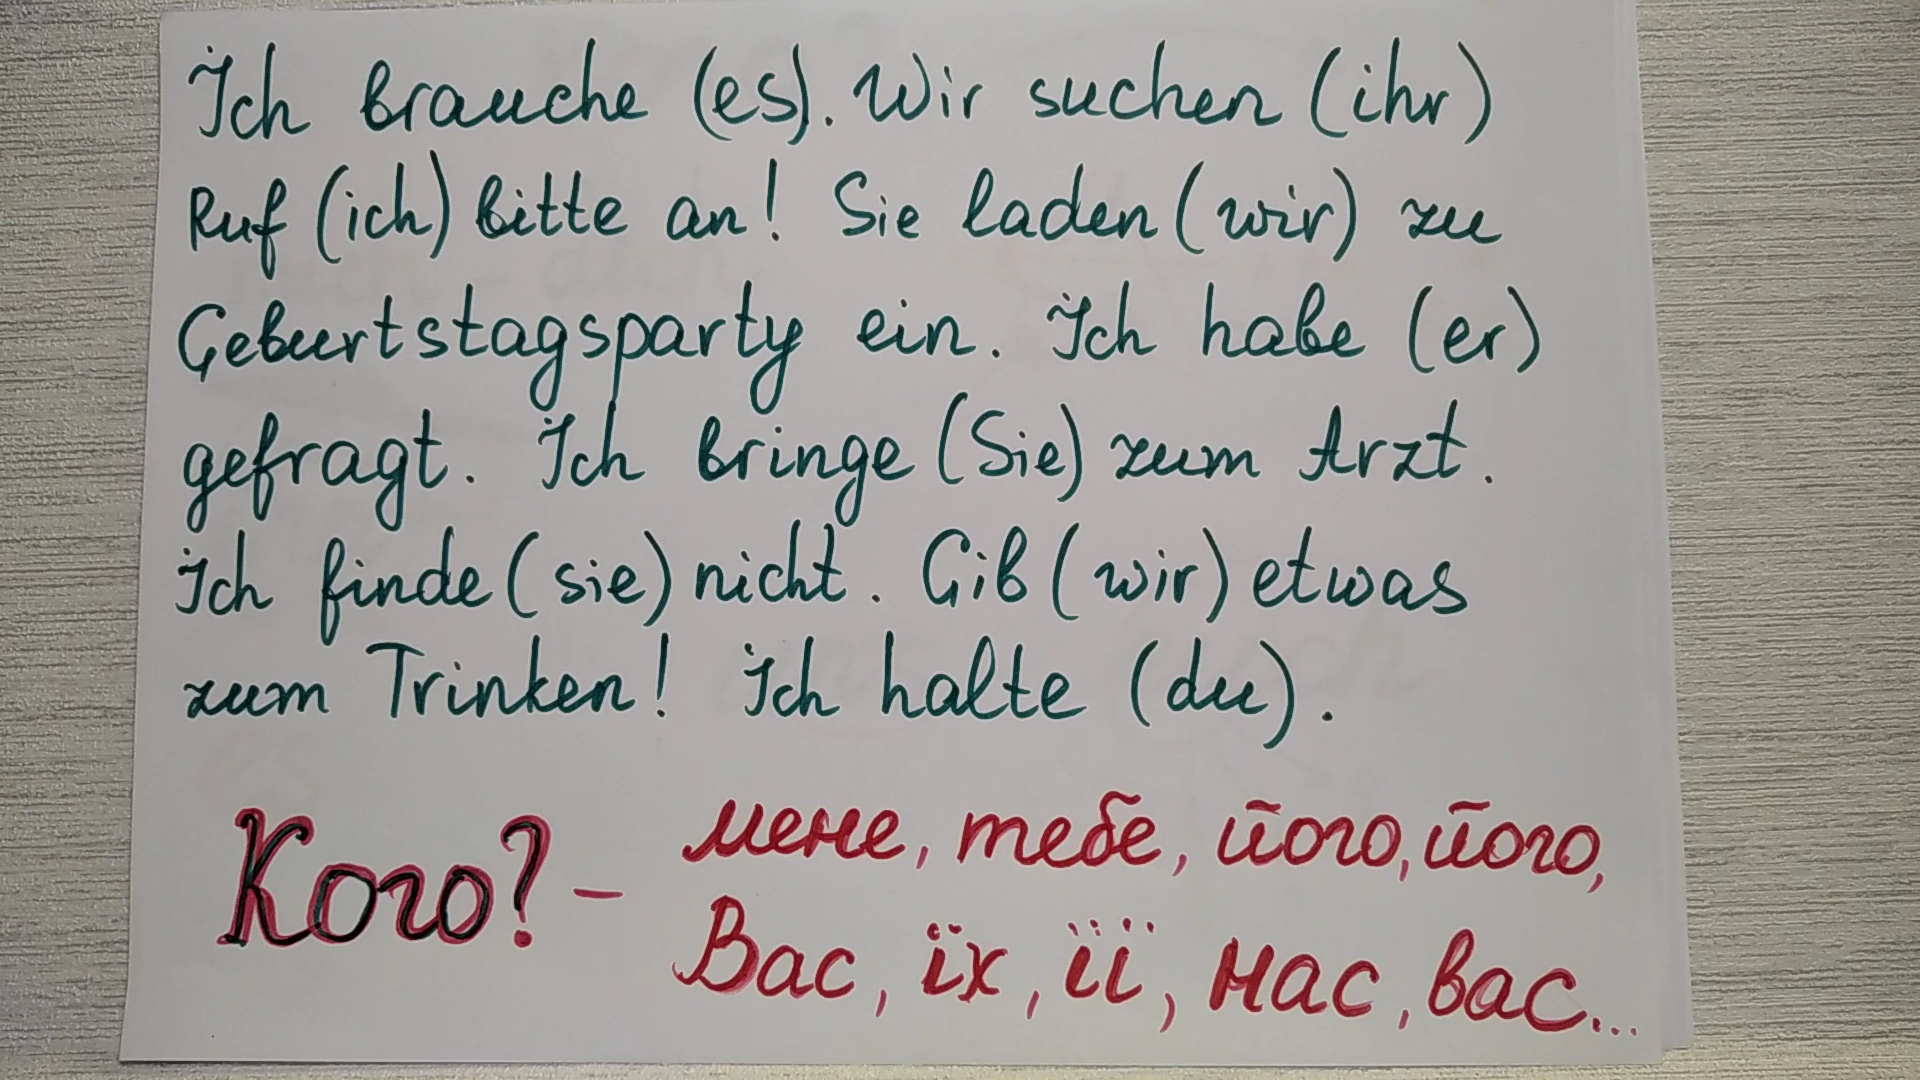 Ich brauche (es). Wir suchen (ihr)
Ruf (ich) bitte an! Sie laden (wir) zu
Geburtstagsparty ein. Ich habe (er)
gefragt. Ich bringe (Sie) zum Arzt.
Ich finde (sie) nicht. Gib (wir) etwas
zum Trinken! Ich halte (du).
Кого? – мене, тебе, його, його,
Вас, їх, її, нас, вас...